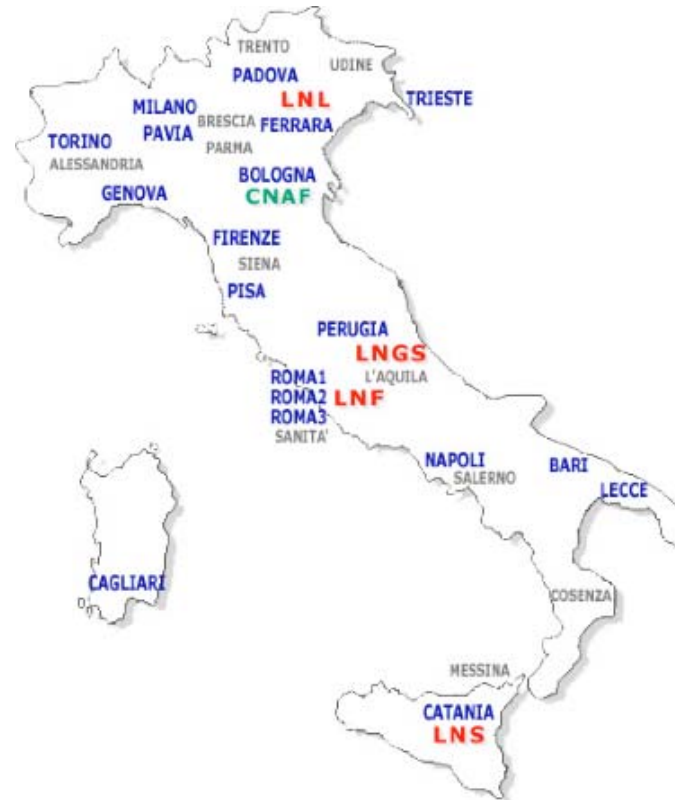 TRENTO
UDINE
PADOVA
LNL
TRIESTE
MILANO
BRESCIA
FERRARA
PAVIA
TORINO
PARMA
ALESSANDRIA
BOLOGNA
GENOVA
CNAF
FIRENZE
SIENA
PISA
PERUGIA
LNGS
ROMA1
L'AQUILA
ROMA2
LNF
ROMA3
SANITA'
NAPOLI
BARI
SALERNO
LECCE
CAGLIARI
COSENZA
MESSINA
CATANIA
LNS